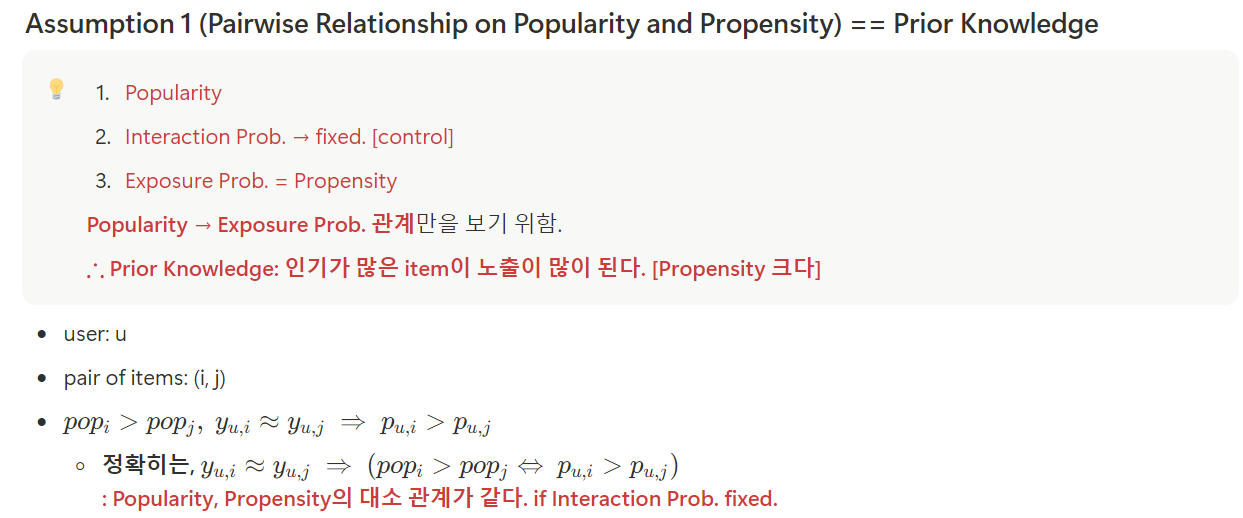 Assumption 1 (Pairwise Relationship on Popularity and Propensity) == Prior Knowledge
1. Popularity
2. Interaction Prob. → fixed. [control]
3. Exposure Prob. = Propensity
Popularity → Exposure Prob. 관계만을 보기 위함.
∴ Prior Knowledge: 인기가 많은 item이 노출이 많이 된다. [Propensity 크다]
• user: u
• pair of items: (i, j)
• pop_i > pop_j, y_{u,i} ≈ y_{u,j} ⇒ p_{u,i} > p_{u,j}
◦ 정확히는, y_{u,i} ≈ y_{u,j} ⇒ (pop_i > pop_j ⇔ p_{u,i} > p_{u,j})
: Popularity, Propensity의 대소 관계가 같다. if Interaction Prob. fixed.